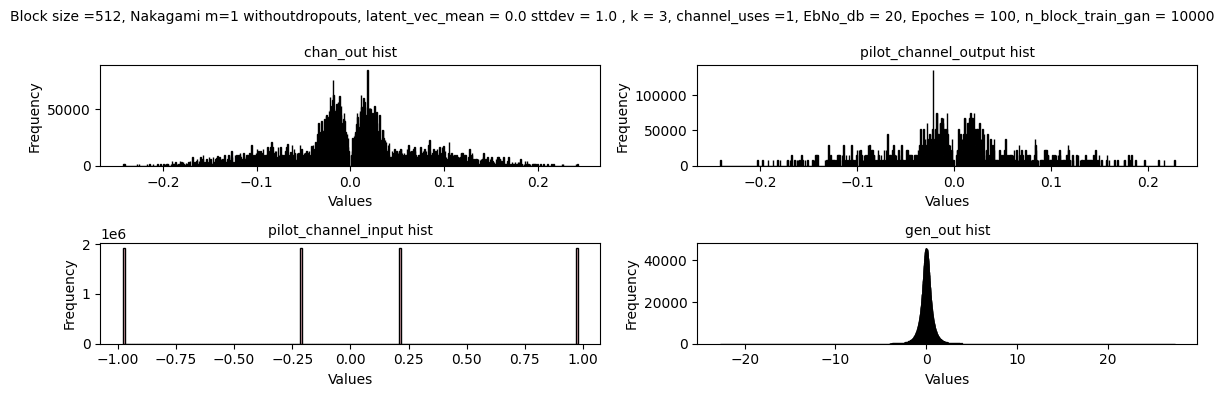 Block size =512, Nakagami m=1 withoutdropouts, latent_vec_mean = 0.0 sttdev = 1.0 , k = 3, channel_uses =1, EbNo_db = 20, Epoches = 100, n_block_train_gan = 10000
chan_out hist
Frequency
50000
0
−0.2 −0.1 0.0 0.1 0.2
Values
pilot_channel_output hist
Frequency
100000
50000
0
−0.2 −0.1 0.0 0.1 0.2
Values
pilot_channel_input hist
1e6
Frequency
2
1
0
−1.00 −0.75 −0.50 −0.25 0.00 0.25 0.50 0.75 1.00
Values
gen_out hist
Frequency
40000
20000
0
−20 −10 0 10 20
Values